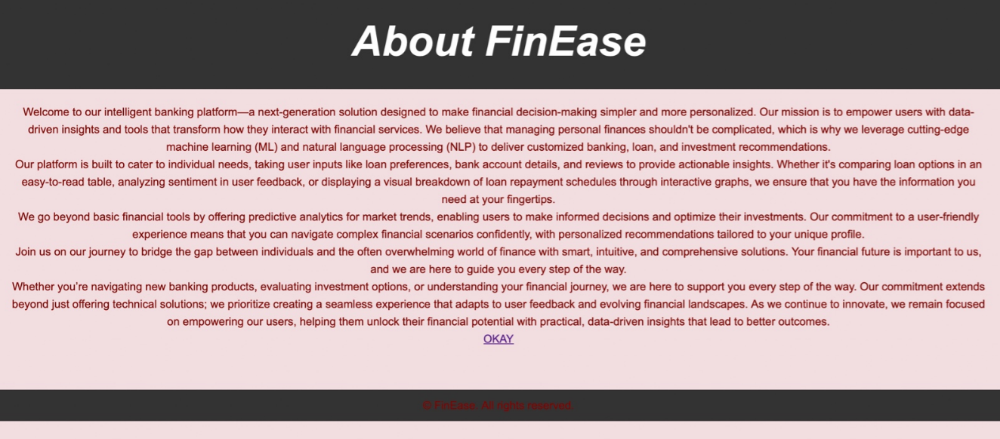 About FinEase
Welcome to our intelligent banking platform—a next-generation solution designed to make financial decision-making simpler and more personalized. Our mission is to empower users with data-
driven insights and tools that transform how they interact with financial services. We believe that managing personal finances shouldn't be complicated, which is why we leverage cutting-edge
machine learning (ML) and natural language processing (NLP) to deliver customized banking, loan, and investment recommendations.
Our platform is built to cater to individual needs, taking user inputs like loan preferences, bank account details, and reviews to provide actionable insights. Whether it's comparing loan options in an
easy-to-read table, analyzing sentiment in user feedback, or displaying a visual breakdown of loan repayment schedules through interactive graphs, we ensure that you have the information you
need at your fingertips.
We go beyond basic financial tools by offering predictive analytics for market trends, enabling users to make informed decisions and optimize their investments. Our commitment to a user-friendly
experience means that you can navigate complex financial scenarios confidently, with personalized recommendations tailored to your unique profile.
Join us on our journey to bridge the gap between individuals and the often overwhelming world of finance with smart, intuitive, and comprehensive solutions. Your financial future is important to us,
and we are here to guide you every step of the way.
Whether you’re navigating new banking products, evaluating investment options, or understanding your financial journey, we are here to support you every step of the way. Our commitment extends
beyond just offering technical solutions; we prioritize creating a seamless experience that adapts to user feedback and evolving financial landscapes. As we continue to innovate, we remain focused
on empowering our users, helping them unlock their financial potential with practical, data-driven insights that lead to better outcomes.
OKAY
© FinEase. All rights reserved.